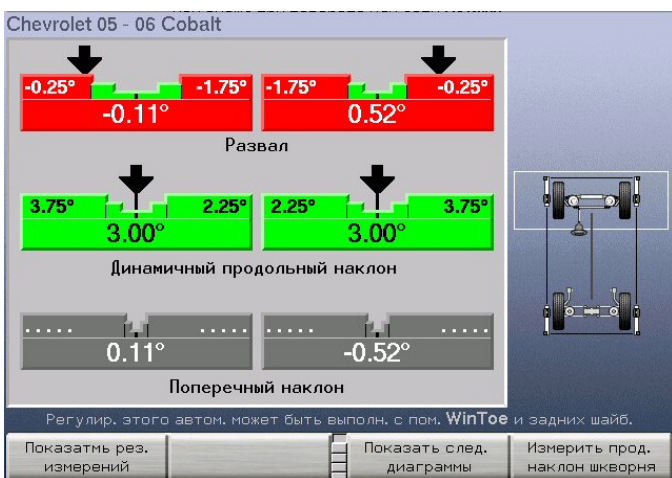 Chevrolet 05 - 06 Cobalt
-0.25° -1.75° -1.75° -0.25°
-0.11° 0.52°
Развал
3.75° 2.25° 2.25° 3.75°
3.00° 3.00°
Динамичный продольный наклон
..... ..... ..... .....
0.11° -0.52°
Поперечный наклон
Регулир. этого автом. может быть выполн. с пом. WinToe и задних шайб.
Показатмь рез. измерений
Показать след. диаграммы
Измерить прод. наклон шкворня